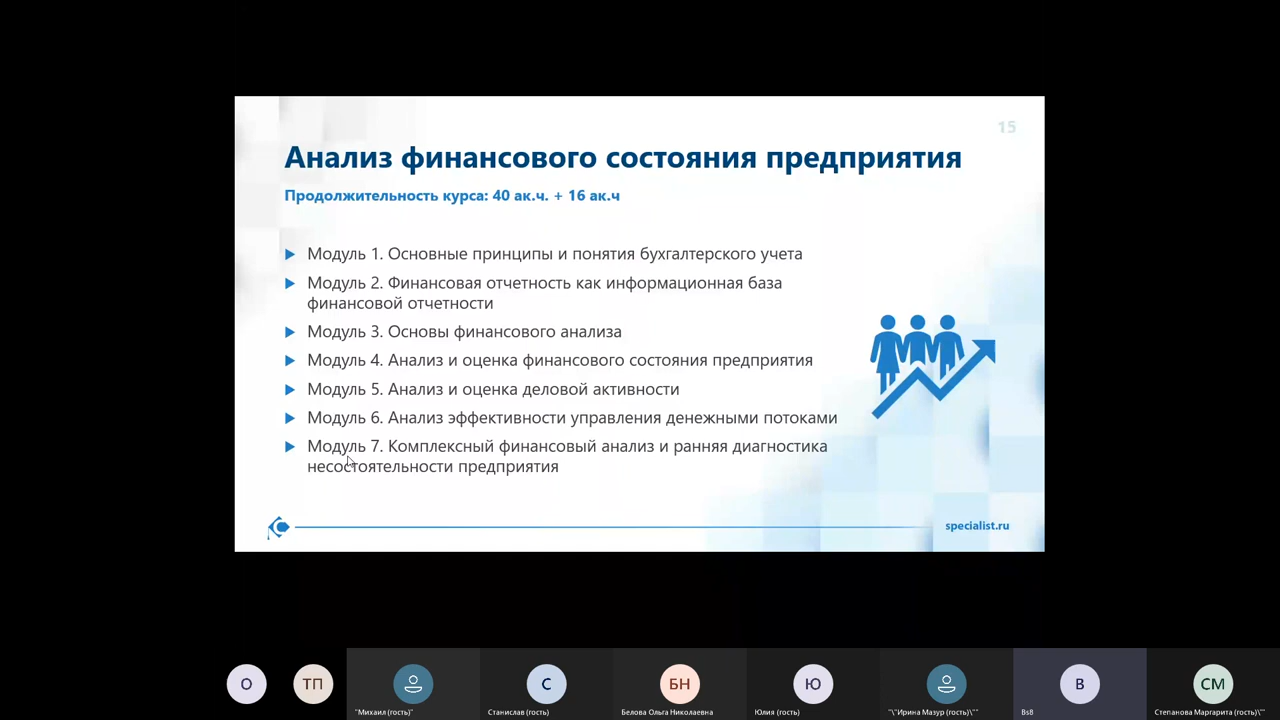 15
Анализ финансового состояния предприятия
Продолжительность курса: 40 ак.ч. + 16 ак.ч
Модуль 1. Основные принципы и понятия бухгалтерского учета
Модуль 2. Финансовая отчетность как информационная база
финансовой отчетности
Модуль 3. Основы финансового анализа
Модуль 4. Анализ и оценка финансового состояния предприятия
Модуль 5. Анализ и оценка деловой активности
Модуль 6. Анализ эффективности управления денежными потоками
Модуль 7. Комплексный финансовый анализ и ранняя диагностика
несостоятельности предприятия
specialist.ru
О
ТП
С
БН
Ю
В
СМ
"Михаил (гость)"
Станислав (гость)
Белова Ольга Николаевна
Юлия (гость)
"\"Ирина Мазур (гость)\""
Bs8
Степанова Маргарита (гость)\""